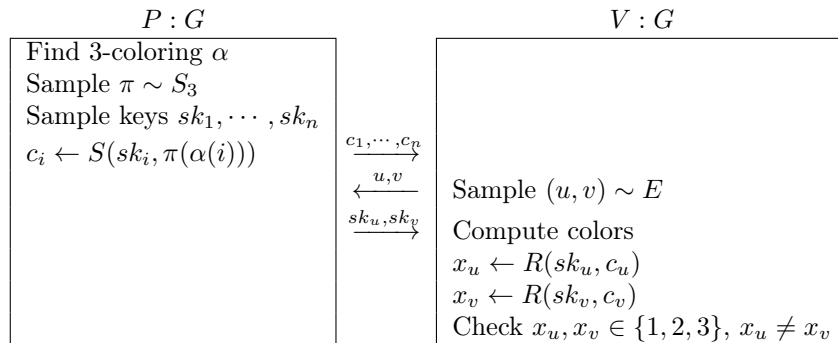 P : G
V : G
Find 3-coloring α
Sample π ∼ S₃
Sample keys sk₁, ⋯ , skₙ
cᵢ ← S(skᵢ, π(α(i)))
c₁,⋯,cₙ
u,v
Sample (u, v) ∼ E
sk_u,sk_v
Compute colors
x_u ← R(sk_u, c_u)
x_v ← R(sk_v, c_v)
Check x_u, x_v ∈ {1, 2, 3}, x_u ≠ x_v